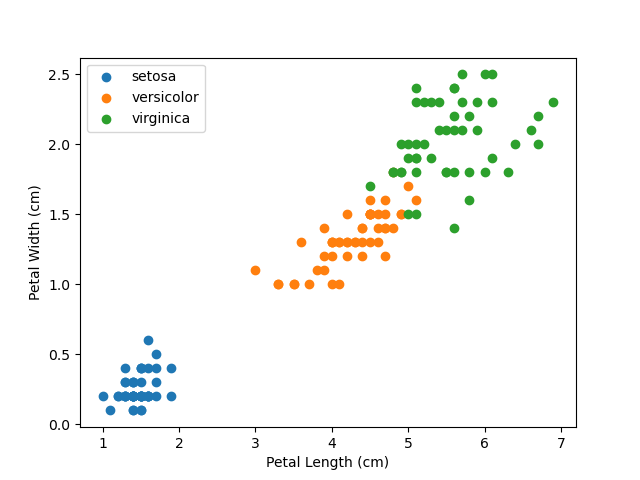 setosa
versicolor
virginica
2.5
2.0
1.5
1.0
0.5
0.0
Petal Width (cm)
1 2 3 4 5 6 7
Petal Length (cm)